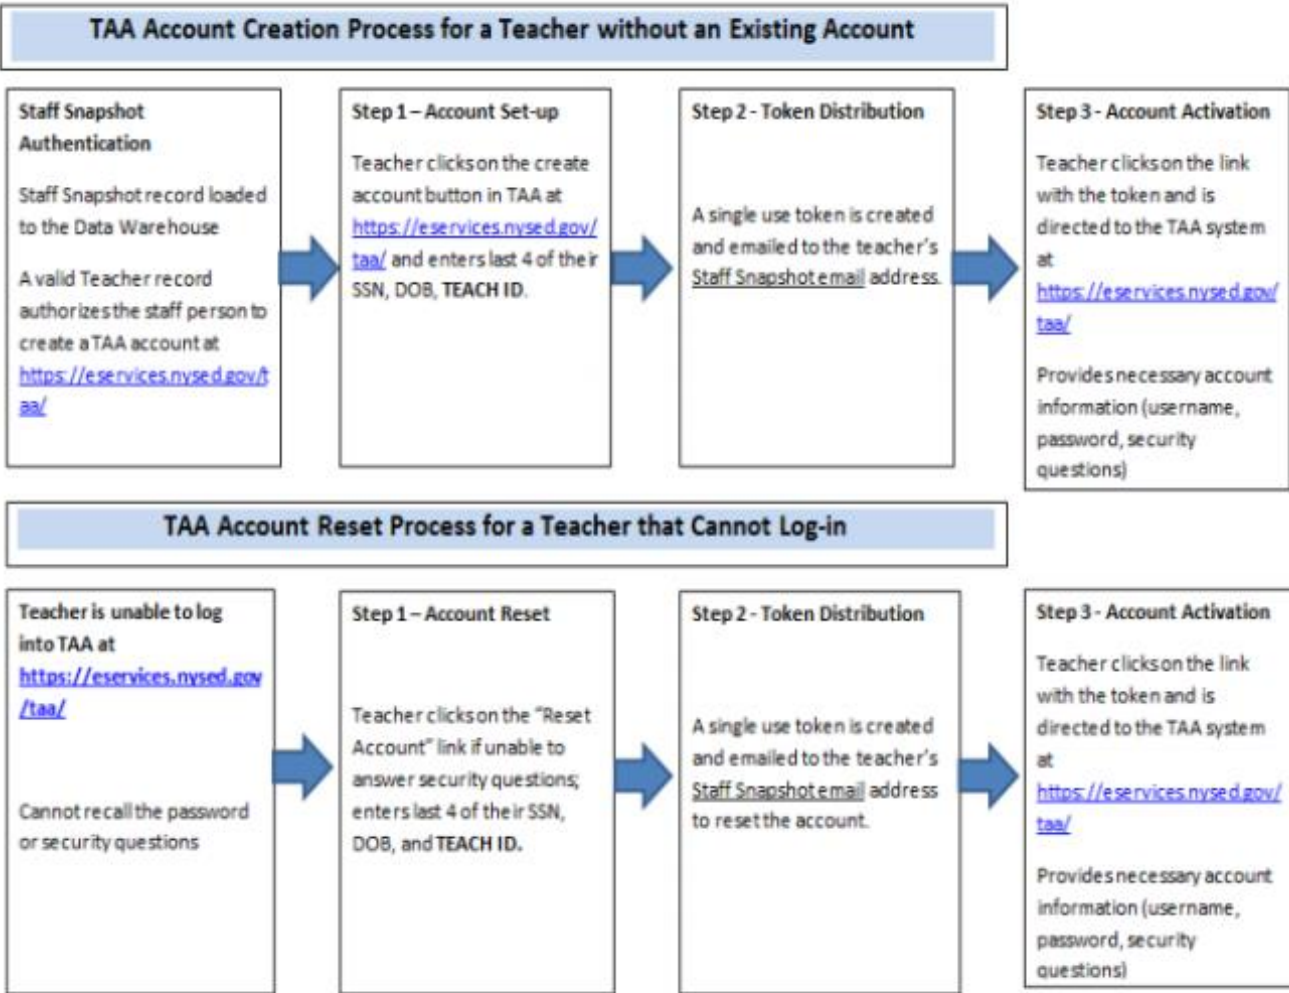 TAA Account Creation Process for a Teacher without an Existing Account
Staff Snapshot
Authentication
Staff Snapshot record loaded
to the Data Warehouse
A valid Teacher record
authorizes the staff person to
create a TAA account at
https://eservices.nysed.gov/t
aa/
Step 1 – Account Set-up
Teacher clicks on the create
account button in TAA at
https://eservices.nysed.gov/
taa/ and enters last 4 of their
SSN, DOB, TEACH ID.
Step 2 - Token Distribution
A single use token is created
and emailed to the teacher's
Staff Snapshot email address.
Step 3 - Account Activation
Teacher clicks on the link
with the token and is
directed to the TAA system
at
https://eservices.nysed.gov/
taa/
Provides necessary account
information (username,
password, security
questions)
TAA Account Reset Process for a Teacher that Cannot Log-in
Teacher is unable to log
into TAA at
https://eservices.nysed.gov
/taa/
Cannot recall the password
or security questions
Step 1 – Account Reset
Teacher clicks on the “Reset
Account” link if unable to
answer security questions;
enters last 4 of their SSN,
DOB, and TEACH ID.
Step 2 - Token Distribution
A single use token is created
and emailed to the teacher's
Staff Snapshot email address
to reset the account.
Step 3 - Account Activation
Teacher clicks on the link
with the token and is
directed to the TAA system
at
https://eservices.nysed.gov/
taa/
Provides necessary account
information (username,
password, security
questions)